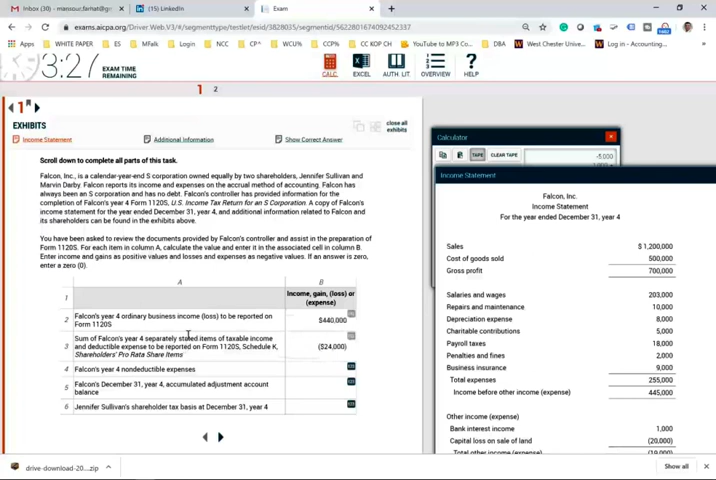 Inbox (30) - mansour.farhat@gm
(15) LinkedIn
Exam
exams.aicpa.org/Driver.Web.V3/#/segmenttype/testlet/esid/3828035/segmentid/5622801674092452337
Apps
WHITE PAPER
ES
MFalk
Login
NCC
CP*
WCU%
CCP%
CC KOP CH
YouTube to MP3 Co...
DBA
West Chester Unive...
Log in - Accounting...
3:27
EXAM TIME
REMAINING
CALC.
EXCEL
AUTH. LIT.
OVERVIEW
HELP
1 2
1
EXHIBITS
close all
exhibits
Income Statement
Additional Information
Show Correct Answer
Scroll down to complete all parts of this task.
Falcon, Inc., is a calendar-year-end S corporation owned equally by two shareholders, Jennifer Sullivan and
Marvin Darby. Falcon reports its income and expenses on the accrual method of accounting. Falcon has
always been an S corporation and has no debt. Falcon's controller has provided information for the
completion of Falcon's year 4 Form 1120S, U.S. Income Tax Return for an S Corporation. A copy of Falcon's
income statement for the year ended December 31, year 4, and additional information related to Falcon and
its shareholders can be found in the exhibits above.
You have been asked to review the documents provided by Falcon's controller and assist in the preparation of
Form 1120S. For each item in column A, calculate the value and enter it in the associated cell in column B.
Enter income and gains as positive values and losses and expenses as negative values. If an answer is zero,
enter a zero (0).
A B
1 Income, gain, (loss) or
(expense)
2 Falcon's year 4 ordinary business income (loss) to be reported on
Form 1120S
$440,000
3 Sum of Falcon's year 4 separately stated items of taxable income
and deductible expense to be reported on Form 1120S, Schedule K,
Shareholders' Pro Rata Share Items
($24,000)
4 Falcon's year 4 nondeductible expenses
5 Falcon's December 31, year 4, accumulated adjustment account
balance
6 Jennifer Sullivan's shareholder tax basis at December 31, year 4
Calculator
TAPE
CLEAR TAPE
-5,000
Income Statement
Falcon, Inc.
Income Statement
For the year ended December 31, year 4
Sales $ 1,200,000
Cost of goods sold 500,000
Gross profit 700,000
Salaries and wages 203,000
Repairs and maintenance 10,000
Depreciation expense 8,000
Charitable contributions 5,000
Payroll taxes 18,000
Penalties and fines 2,000
Business insurance 9,000
Total expenses 255,000
Income before other income (expense) 445,000
Other income (expense)
Bank interest income 1,000
Capital loss on sale of land (20,000)
Total other income (expense) (19,000)
drive-download-20....zip
Show all